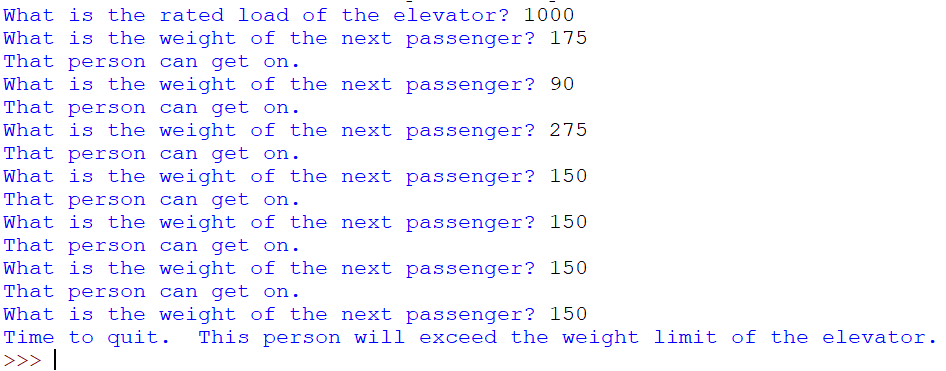 What is the rated load of the elevator? 1000
What is the weight of the next passenger? 175
That person can get on.
What is the weight of the next passenger? 90
That person can get on.
What is the weight of the next passenger? 275
That person can get on.
What is the weight of the next passenger? 150
That person can get on.
What is the weight of the next passenger? 150
That person can get on.
What is the weight of the next passenger? 150
That person can get on.
What is the weight of the next passenger? 150
Time to quit.  This person will exceed the weight limit of the elevator.
>>>